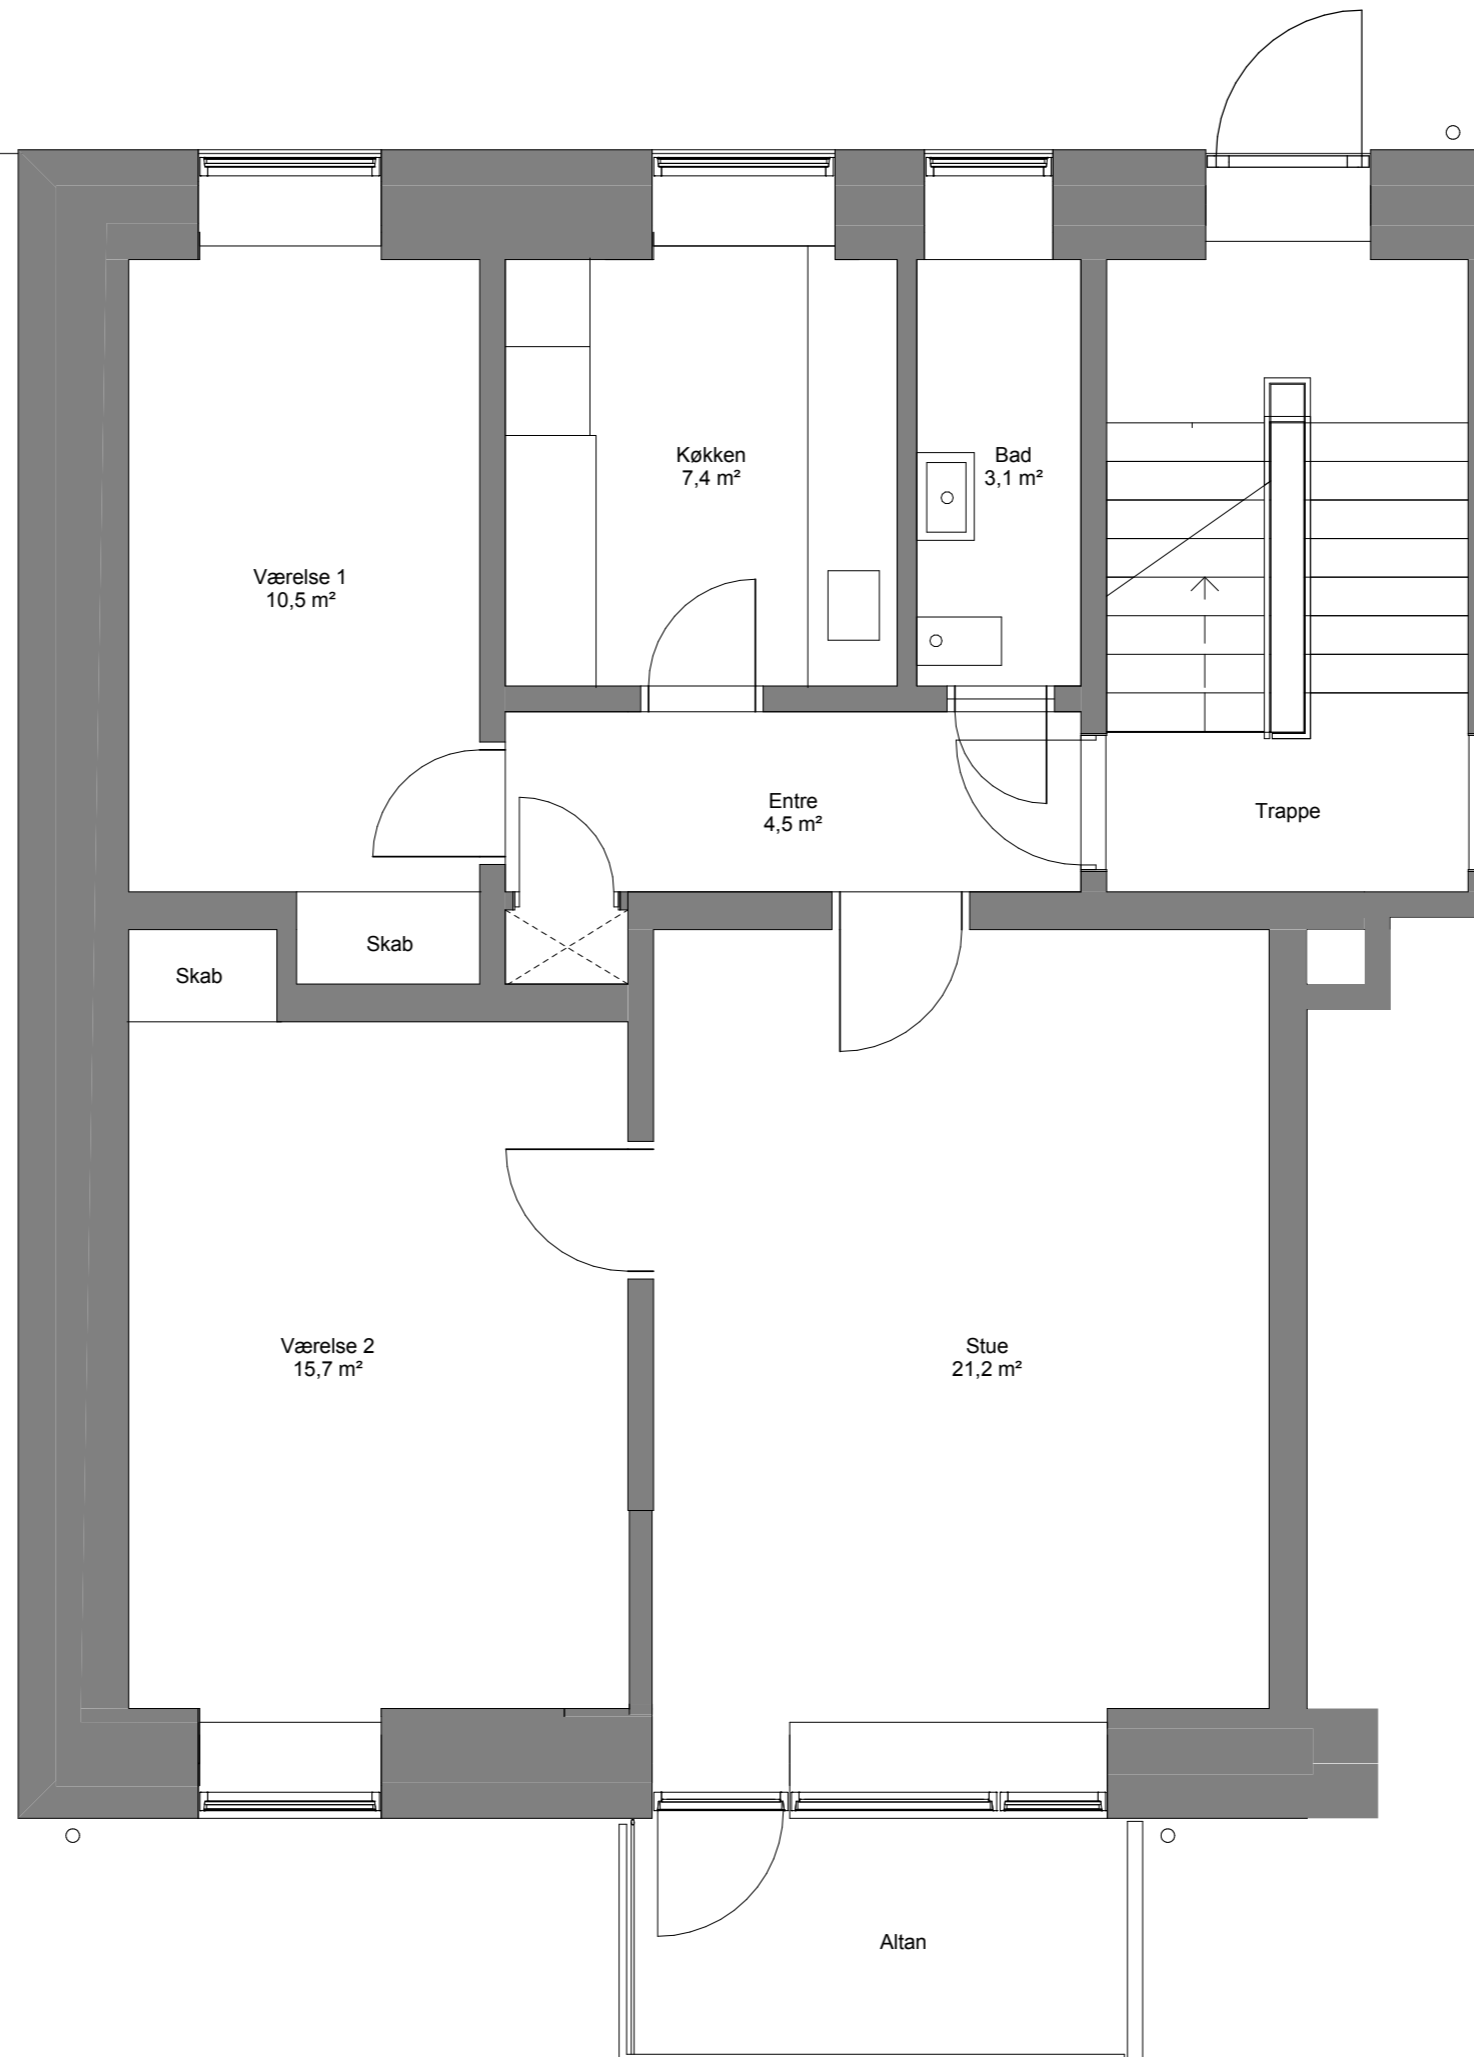 Køkken
7,4 m²
Bad
3,1 m²
Værelse 1
10,5 m²
Entre
4,5 m²
Trappe
Skab
Skab
Værelse 2
15,7 m²
Stue
21,2 m²
Altan